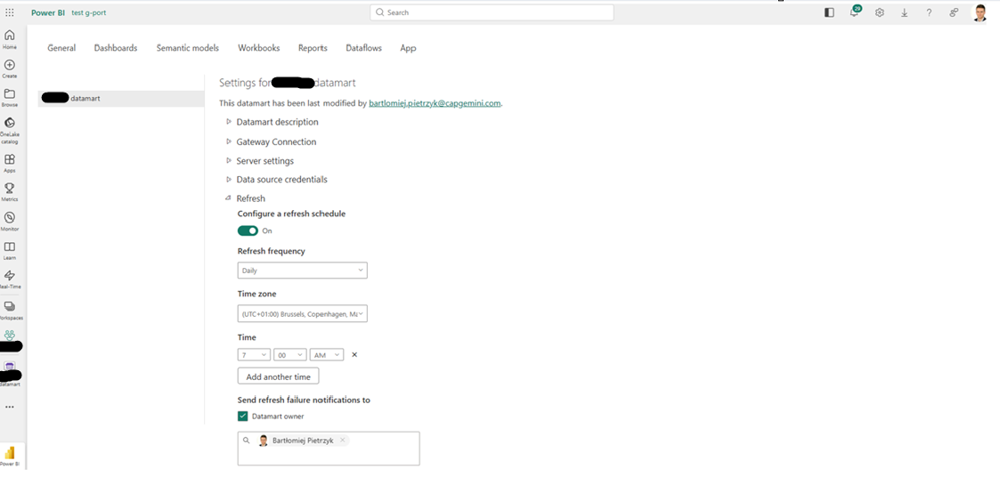 Power BI test g-port
Search
29
General Dashboards Semantic models Workbooks Reports Dataflows App
Home
Create
Browse
OneLake
catalog
Apps
Metrics
Monitor
Learn
Real-Time
Workspaces
datamart
Power BI
datamart
Settings for datamart
This datamart has been last modified by bartlomiej.pietrzyk@capgemini.com.
Datamart description
Gateway Connection
Server settings
Data source credentials
Refresh
Configure a refresh schedule
On
Refresh frequency
Daily
Time zone
(UTC+01:00) Brussels, Copenhagen, Ma
Time
7 00 AM
Add another time
Send refresh failure notifications to
Datamart owner
Bartłomiej Pietrzyk